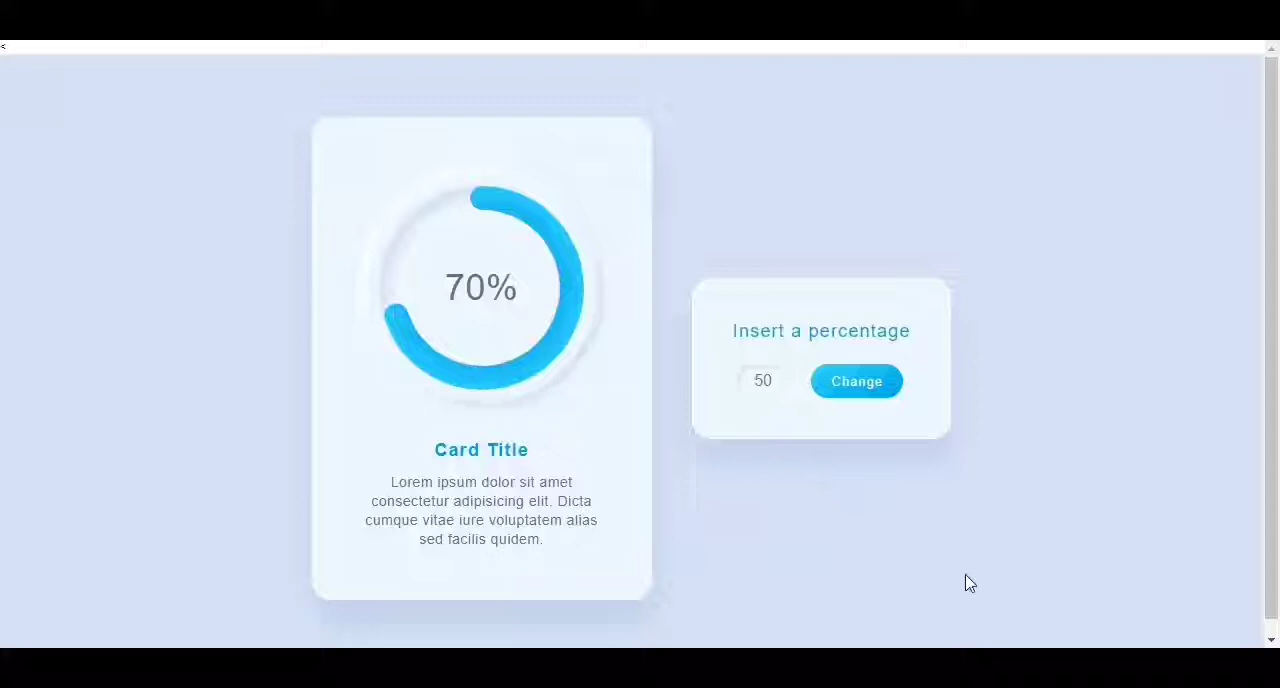 <
70%
Card Title
Lorem ipsum dolor sit amet
consectetur adipisicing elit. Dicta
cumque vitae iure voluptatem alias
sed facilis quidem.
Insert a percentage
50
Change